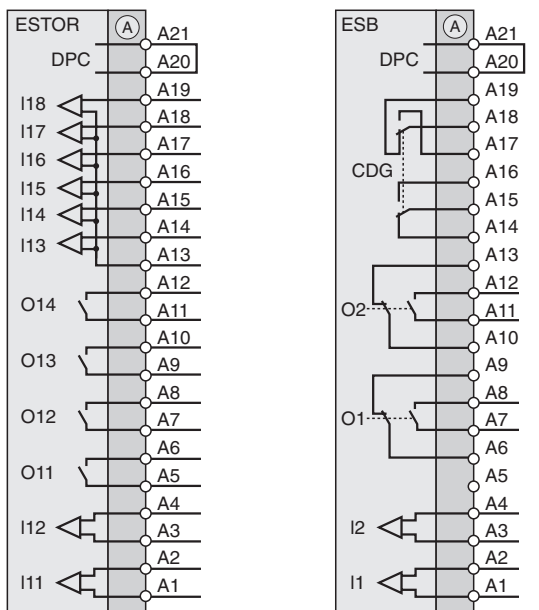 ESTOR A
A21
DPC
A20
A19
I18
A18
I17
A17
I16
A16
I15
A15
I14
A14
I13
A13
A12
O14
A11
A10
O13
A9
A8
O12
A7
A6
O11
A5
A4
I12
A3
A2
I11
A1
ESB A
A21
DPC
A20
A19
A18
A17
CDG
A16
A15
A14
A13
A12
O2
A11
A10
A9
A8
O1
A7
A6
A5
A4
I2
A3
A2
I1
A1